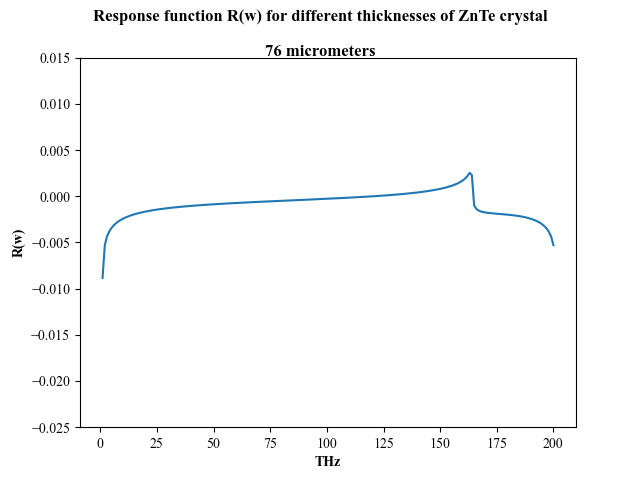 Response function R(w) for different thicknesses of ZnTe crystal
76 micrometers
0.015
0.010
0.005
0.000
−0.005
−0.010
−0.015
−0.020
−0.025
R(w)
0 25 50 75 100 125 150 175 200
THz